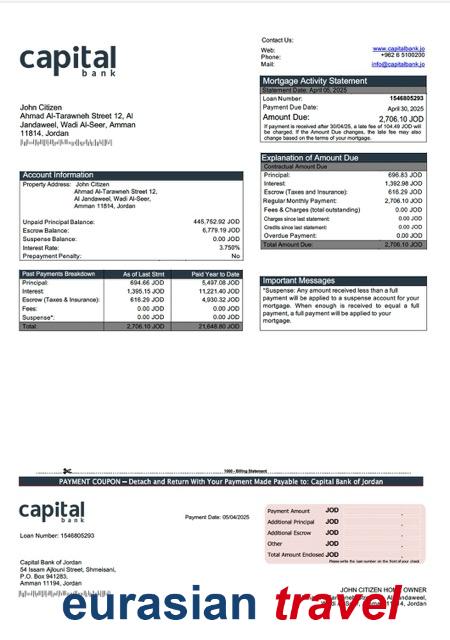 capital
bank
Contact Us:
Web: www.capitalbank.jo
Phone: +962 6 5100200
Mail: info@capitalbank.jo
Mortgage Activity Statement
Statement Date: April 05, 2025
Loan Number: 1546805293
Payment Due Date: April 30, 2025
Amount Due: 2,706.10 JOD
If payment is received after 30/04/25, a late fee of 104.49 JOD will
be charged. If the Amount Due changes, the late fee may also
change based on the terms of your mortgage.
John Citizen
Ahmad Al-Tarawneh Street 12, Al
Jandaweel, Wadi Al-Seer, Amman
11814, Jordan
Explanation of Amount Due
Contractual Amount Due
Principal: 696.83 JOD
Interest: 1,392.98 JOD
Escrow (Taxes and Insurance): 616.29 JOD
Regular Monthly Payment: 2,706.10 JOD
Fees & Charges (total outstanding) 0.00 JOD
Charges since last statement: 0.00 JOD
Credits since last statement: 0.00 JOD
Overdue Payment: 0.00 JOD
Total Amount Due: 2,706.10 JOD
Account Information
Property Address: John Citizen
Ahmad Al-Tarawneh Street 12,
Al Jandaweel, Wadi Al-Seer,
Amman 11814, Jordan
Unpaid Principal Balance: 445,752.92 JOD
Escrow Balance: 6,779.19 JOD
Suspense Balance: 0.00 JOD
Interest Rate: 3.750%
Prepayment Penalty: No
Past Payments Breakdown As of Last Stmt Paid Year to Date
Principal: 694.66 JOD 5,497.08 JOD
Interest: 1,395.15 JOD 11,221.40 JOD
Escrow (Taxes & Insurance): 616.29 JOD 4,930.32 JOD
Fees: 0.00 JOD 0.00 JOD
Suspense*: 0.00 JOD 0.00 JOD
Total: 2,706.10 JOD 21,648.80 JOD
Important Messages
*Suspense: Any amount received less than a full
payment will be applied to a suspense account for your
mortgage. When enough is received to equal a full
payment, a full payment will be applied to your
mortgage.
1000 - Billing Statement
PAYMENT COUPON – Detach and Return With Your Payment Made Payable to: Capital Bank of Jordan
capital
bank
Payment Date: 05/04/2025
Loan Number: 1546805293
Payment Amount JOD .
Additional Principal JOD .
Additional Escrow JOD .
Other JOD .
Total Amount Enclosed JOD .
Please write the loan number on the front of your check
Capital Bank of Jordan
54 Issam Ajlouni Street, Shmeisani,
P.O. Box 941283,
Amman 11194, Jordan
JOHN CITIZEN HOME OWNER
eurasian travel